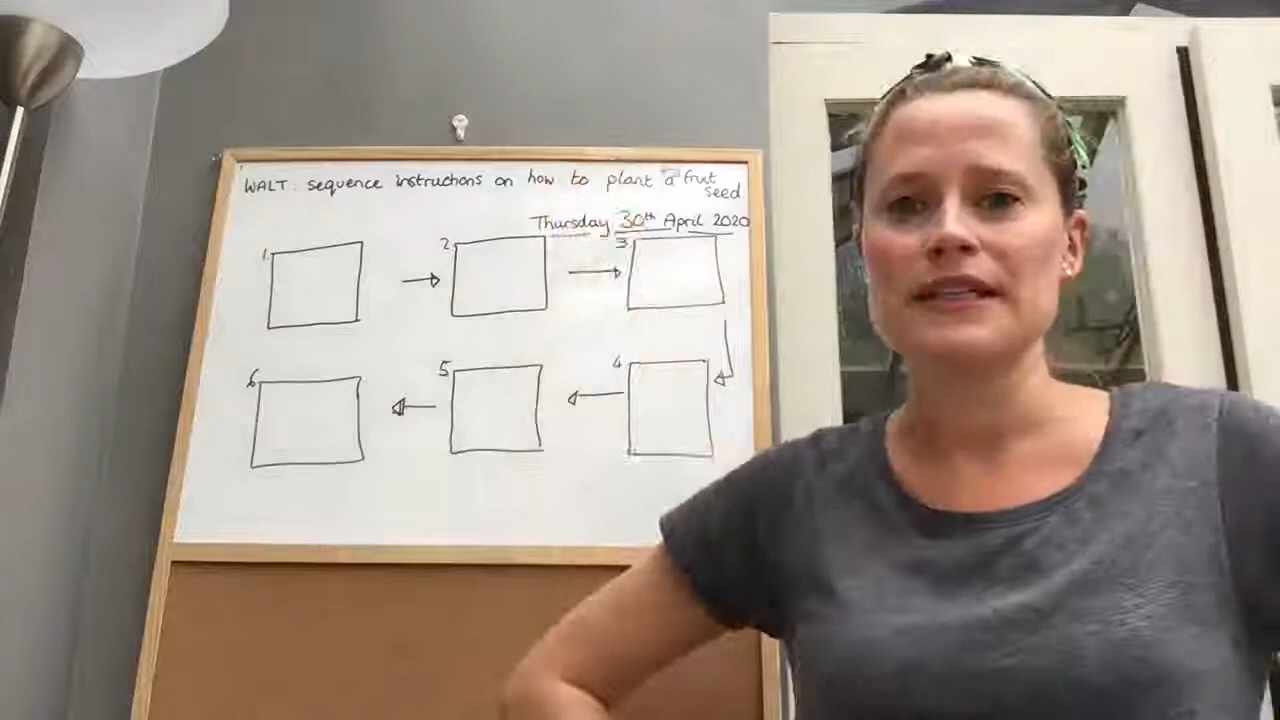 WALT: sequence instructions on how to plant a fruit
seed
Thursday 30th April 2020
1. 2 3
6 5 4